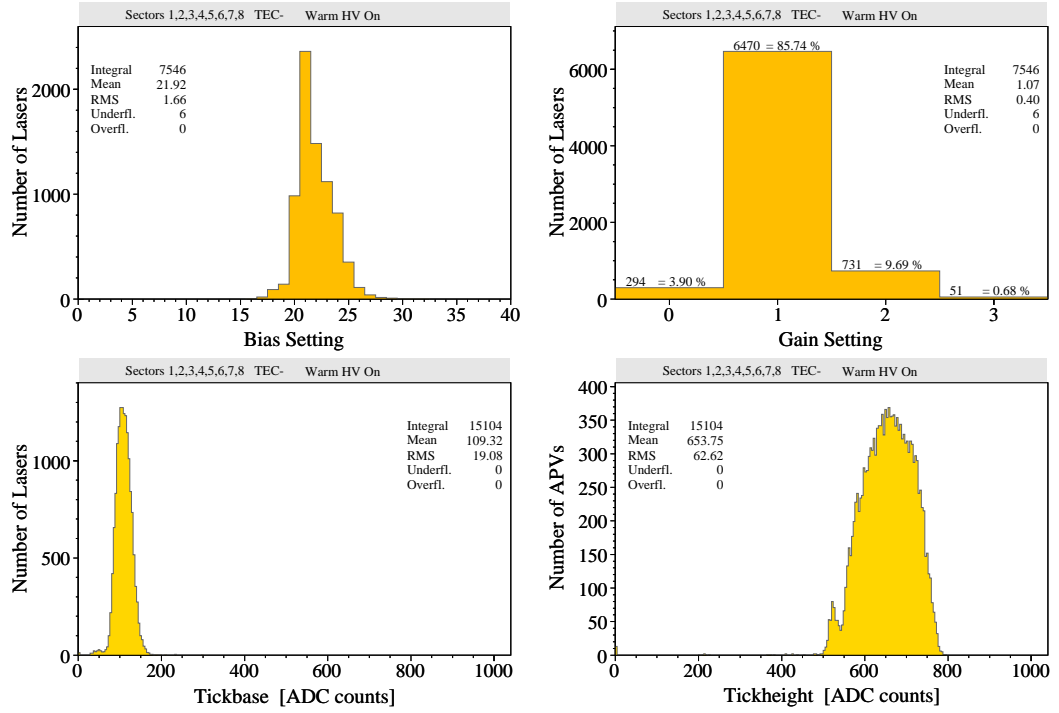 Sectors 1,2,3,4,5,6,7,8 TEC- Warm HV On
Number of Lasers
2000
1000
0
Integral 7546
Mean 21.92
RMS 1.66
Underfl. 6
Overfl. 0
0 5 10 15 20 25 30 35 40
Bias Setting
Sectors 1,2,3,4,5,6,7,8 TEC- Warm HV On
Number of Lasers
6000
4000
2000
0
6470 = 85.74 %
Integral 7546
Mean 1.07
RMS 0.40
Underfl. 6
Overfl. 0
294 = 3.90 %
731 = 9.69 %
51 = 0.68 %
0 1 2 3
Gain Setting
Sectors 1,2,3,4,5,6,7,8 TEC- Warm HV On
Number of Lasers
1000
500
0
Integral 15104
Mean 109.32
RMS 19.08
Underfl. 0
Overfl. 0
0 200 400 600 800 1000
Tickbase [ADC counts]
Sectors 1,2,3,4,5,6,7,8 TEC- Warm HV On
Number of APVs
400
350
300
250
200
150
100
50
0
Integral 15104
Mean 653.75
RMS 62.62
Underfl. 0
Overfl. 0
0 200 400 600 800 1000
Tickheight [ADC counts]